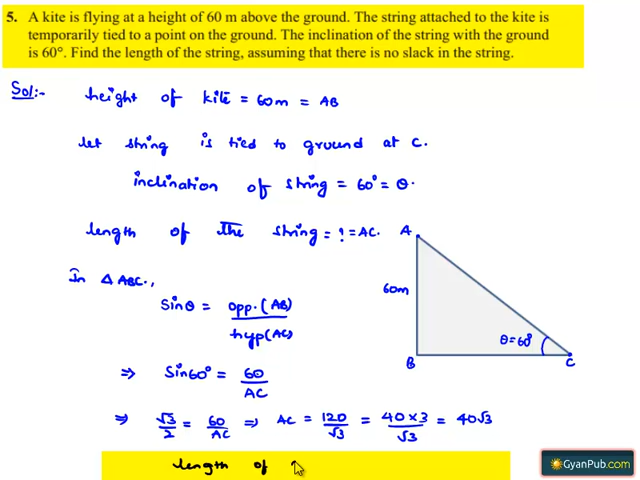 5. A kite is flying at a height of 60 m above the ground. The string attached to the kite is
temporarily tied to a point on the ground. The inclination of the string with the ground
is 60°. Find the length of the string, assuming that there is no slack in the string.
Sol:-
height of kite = 60m = AB
let string is tied to ground at C.
inclination of string = 60° = θ.
length of the string = ? = AC.
In Δ ABC.,
sinθ = opp.(AB) / hyp(AC)
⇒ sin60° = 60 / AC
⇒ √3/2 = 60/AC ⇒ AC = 120/√3 = 40×3/√3 = 40√3
length of
A
60m
B
θ=60°
C
GyanPub.com